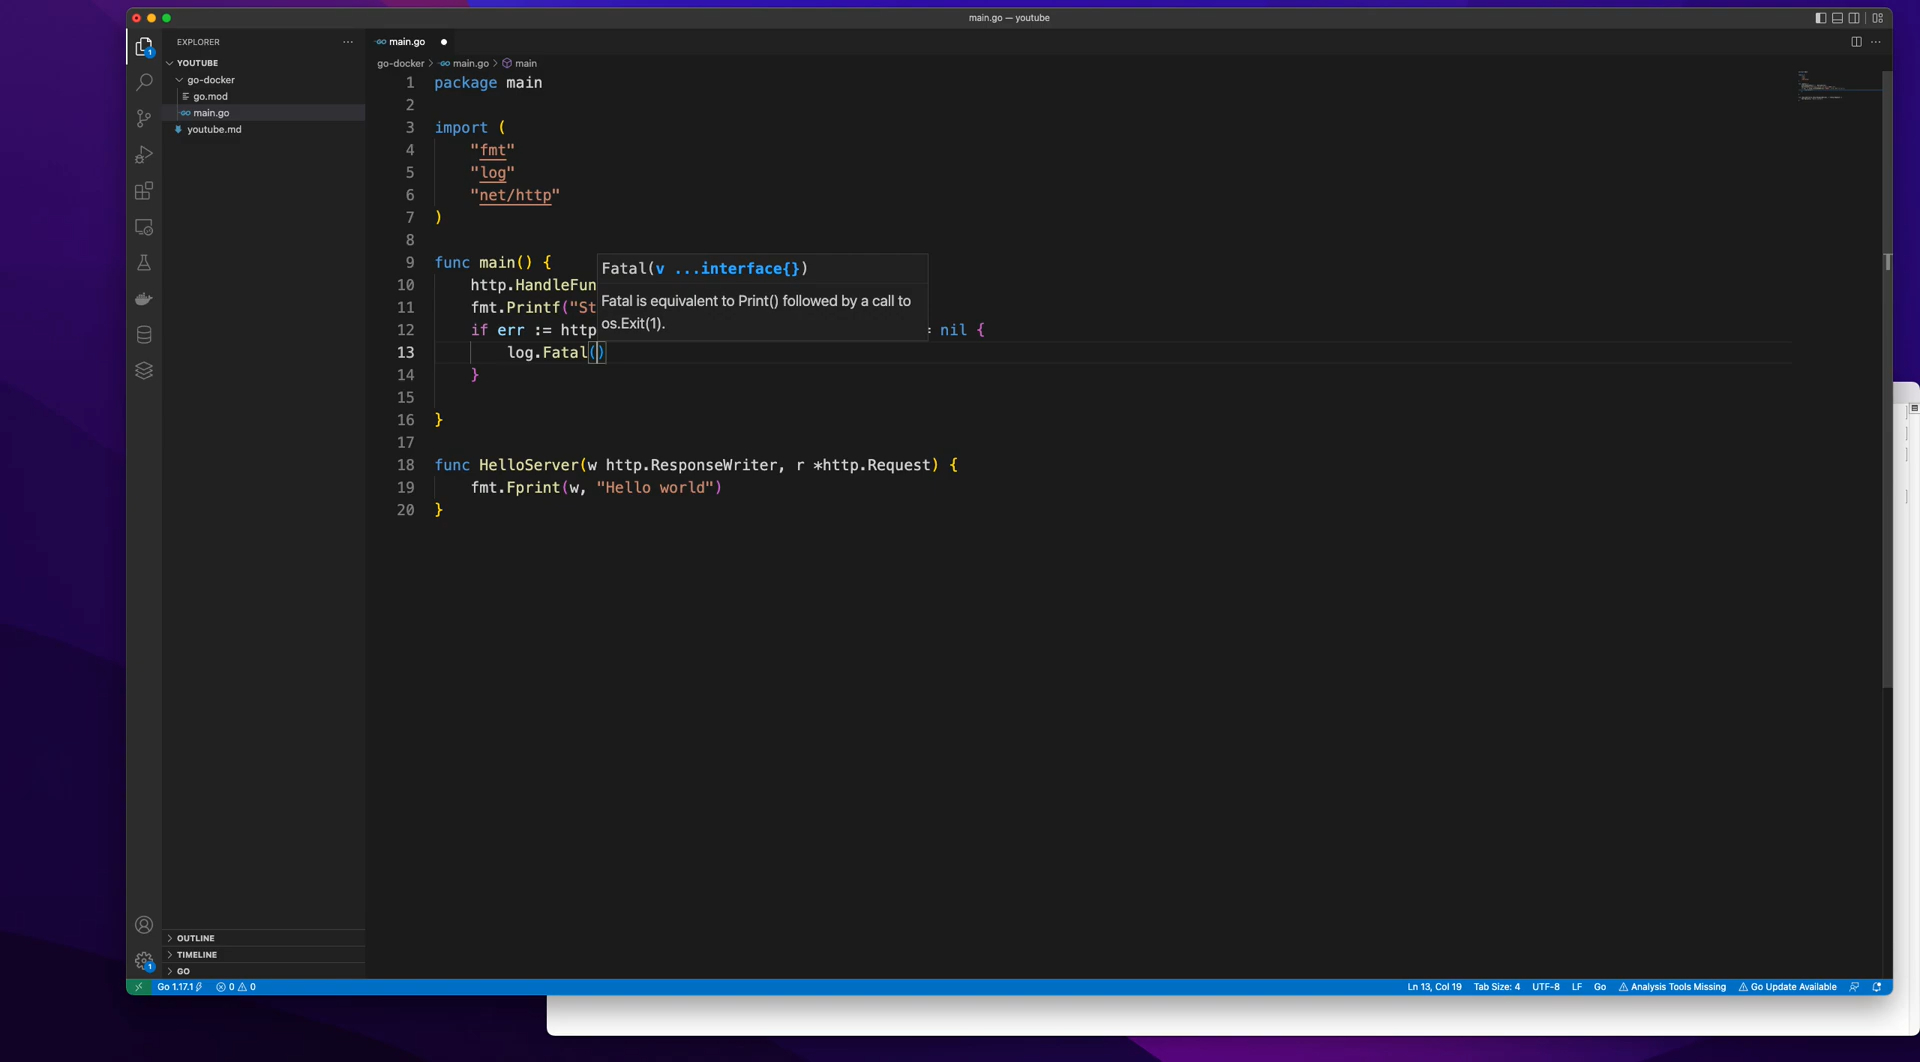 main.go — youtube
EXPLORER
main.go
YOUTUBE
go-docker
go.mod
main.go
youtube.md
go-docker > main.go > main
1 package main
2
3 import (
4 "fmt"
5 "log"
6 "net/http"
7 )
8
9 func main() {
10 http.HandleFun
11 fmt.Printf("St
12 if err := http = nil {
13 log.Fatal()
14 }
15
16 }
17
18 func HelloServer(w http.ResponseWriter, r *http.Request) {
19 fmt.Fprint(w, "Hello world")
20 }
Fatal(v ...interface{})
Fatal is equivalent to Print() followed by a call to
os.Exit(1).
OUTLINE
TIMELINE
GO
1
1
Go 1.17.1 0 0 Ln 13, Col 19 Tab Size: 4 UTF-8 LF Go Analysis Tools Missing Go Update Available